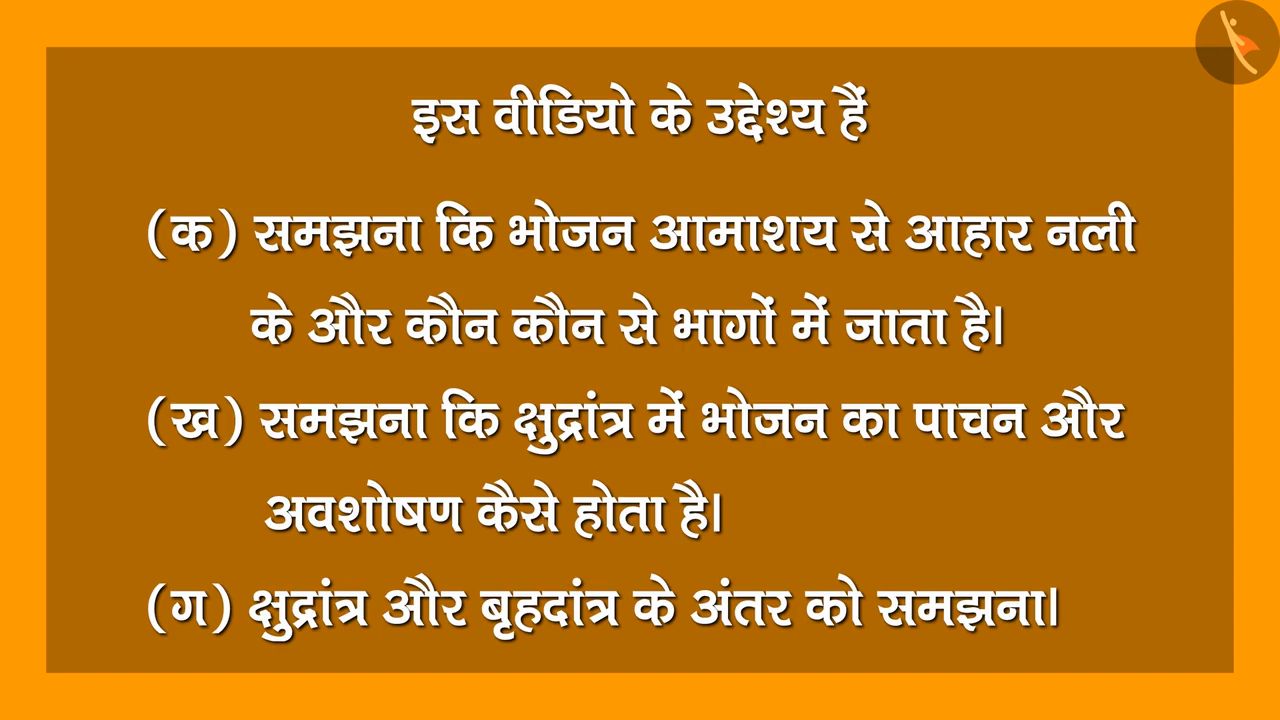 इस वीडियो के उद्देश्य हैं
(क) समझना कि भोजन आमाशय से आहार नली
के और कौन कौन से भागों में जाता है।
(ख) समझना कि क्षुद्रांत्र में भोजन का पाचन और
अवशोषण कैसे होता है।
(ग) क्षुद्रांत्र और बृहदांत्र के अंतर को समझना।